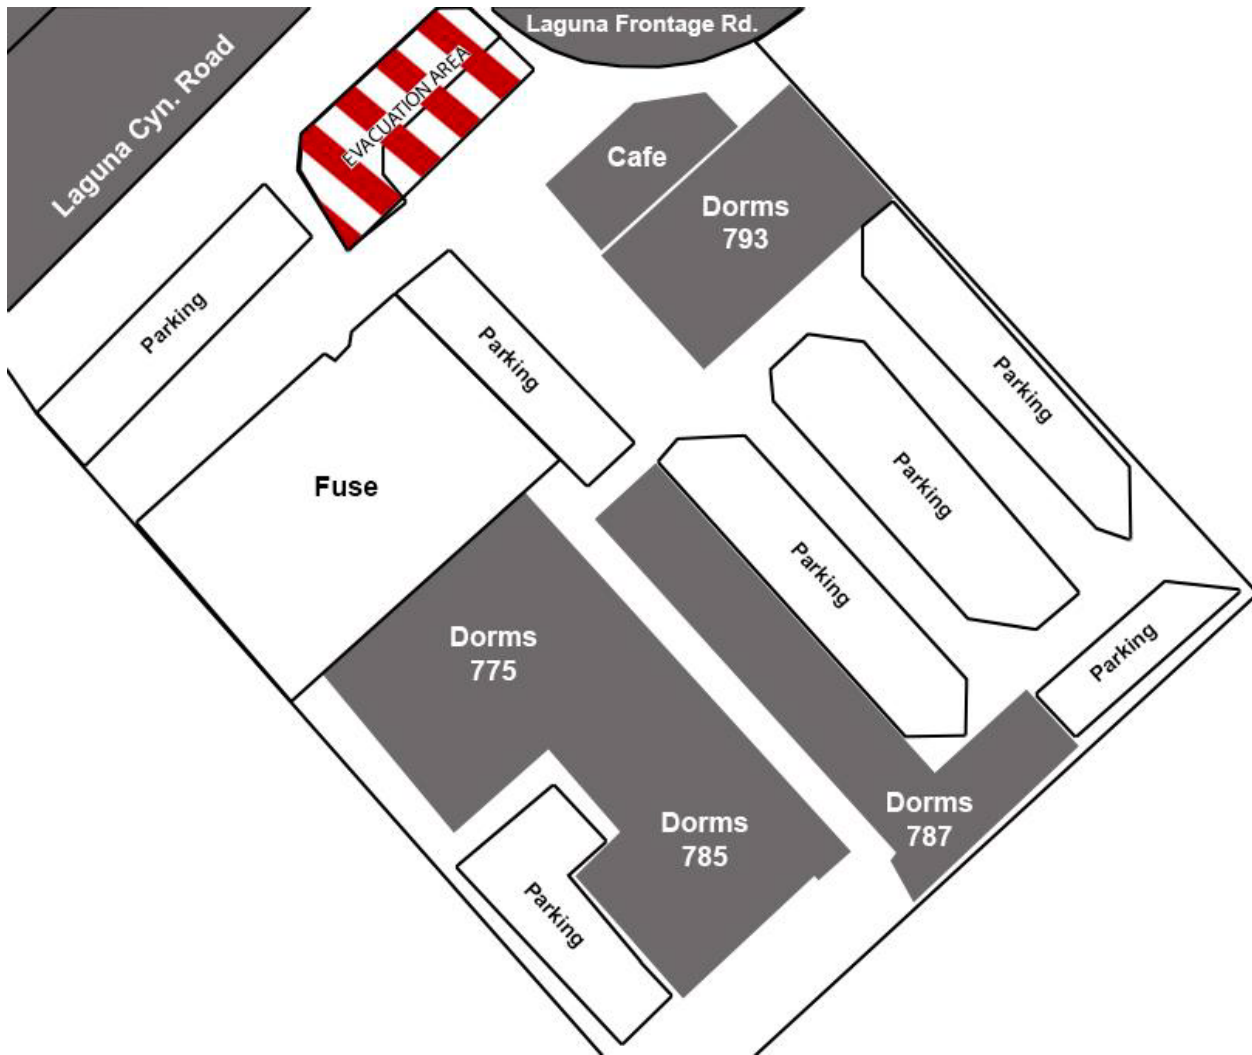 Laguna Frontage Rd.
Laguna Cyn. Road
EVACUATION AREA
Cafe
Dorms
793
Parking
Parking
Parking
Parking
Fuse
Parking
Dorms
775
Parking
Dorms
787
Dorms
785
Parking